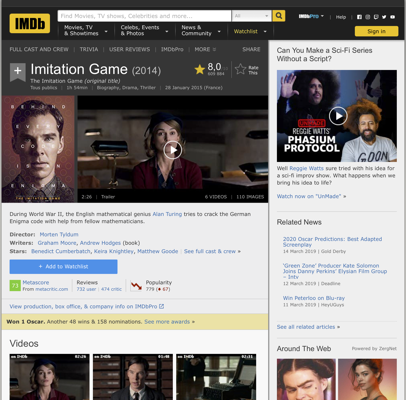 IMDb
Find Movies, TV shows, Celebrities and more...
All
Movies, TV
& Showtimes
Celebs, Events
& Photos
News &
Community
Watchlist
IMDbPro
Help
Sign in
FULL CAST AND CREW | TRIVIA | USER REVIEWS | IMDbPro | MORE
SHARE
Imitation Game (2014)
The Imitation Game (original title)
Tous publics | 1h 54min | Biography, Drama, Thriller | 28 January 2015 (France)
8,0
Rate
This
BEHIND
EVERY
CODE
IS AN
ENIGMA
2:26 | Trailer
6 VIDEOS | 110 IMAGES
During World War II, the English mathematical genius Alan Turing tries to crack the German
Enigma code with help from fellow mathematicians.
Director: Morten Tyldum
Writers: Graham Moore, Andrew Hodges (book)
Stars: Benedict Cumberbatch, Keira Knightley, Matthew Goode | See full cast & crew »
+ Add to Watchlist
73
Metascore
From metacritic.com
Reviews
732 user | 474 critic
Popularity
779
View production, box office, & company info on IMDbPro
Won 1 Oscar. Another 48 wins & 158 nominations. See more awards »
Videos
Can You Make a Sci-Fi Series
Without a Script?
REGGIE WATTS'
PHASIUM
PROTOCOL
Well Reggie Watts sure tried with his idea for
a sci-fi improv show. What happens when we
bring his idea to life?
Watch now on "UnMade" »
Related News
2020 Oscar Predictions: Best Adapted
Screenplay
14 March 2019 | Gold Derby
'Green Zone' Producer Kate Solomon
Joins Danny Perkins' Elysian Film Group
– Intv
12 March 2019 | Deadline
Win Peterloo on Blu-ray
11 March 2019 | HeyUGuys
See all related articles »
Around The Web
Powered by ZergNet